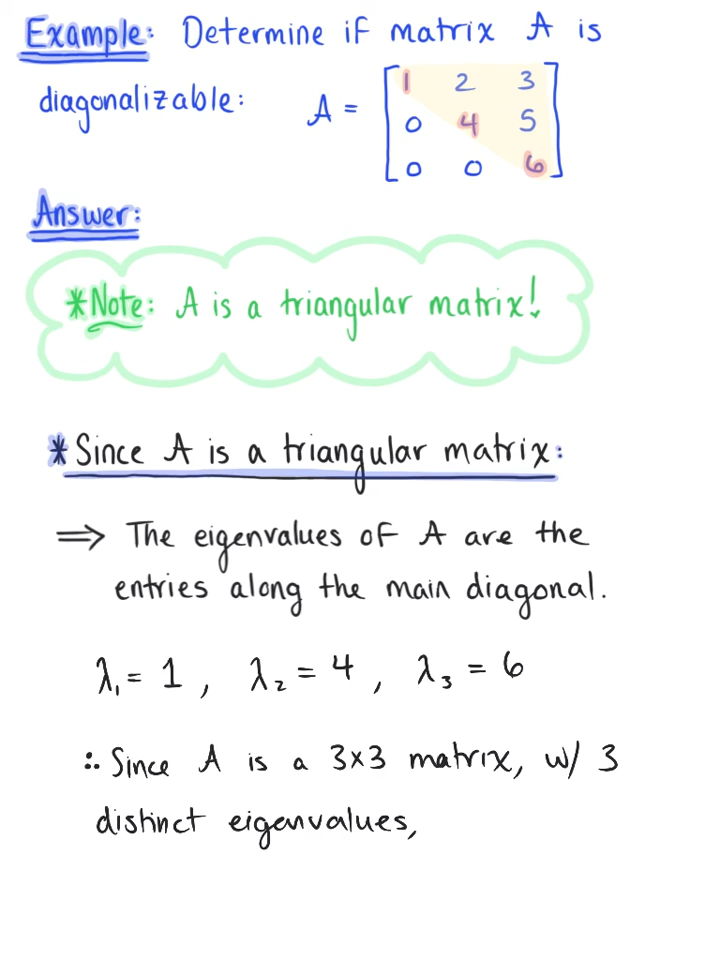 Example: Determine if matrix A is
diagonalizable: A = [1 2 3
0 4 5
0 0 6]
Answer:
*Note: A is a triangular matrix!
*Since A is a triangular matrix:
⟹ The eigenvalues of A are the
entries along the main diagonal.
λ₁ = 1 , λ₂ = 4 , λ₃ = 6
∴ Since A is a 3x3 matrix, w/ 3
distinct eigenvalues,